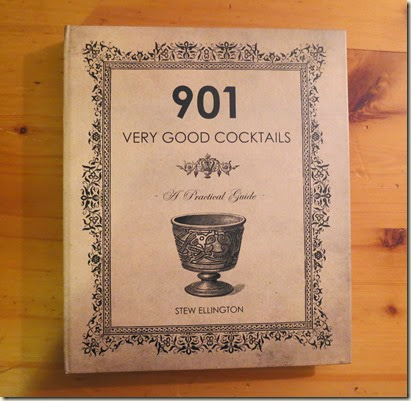 901
VERY GOOD COCKTAILS
- A Practical Guide -
STEW ELLINGTON